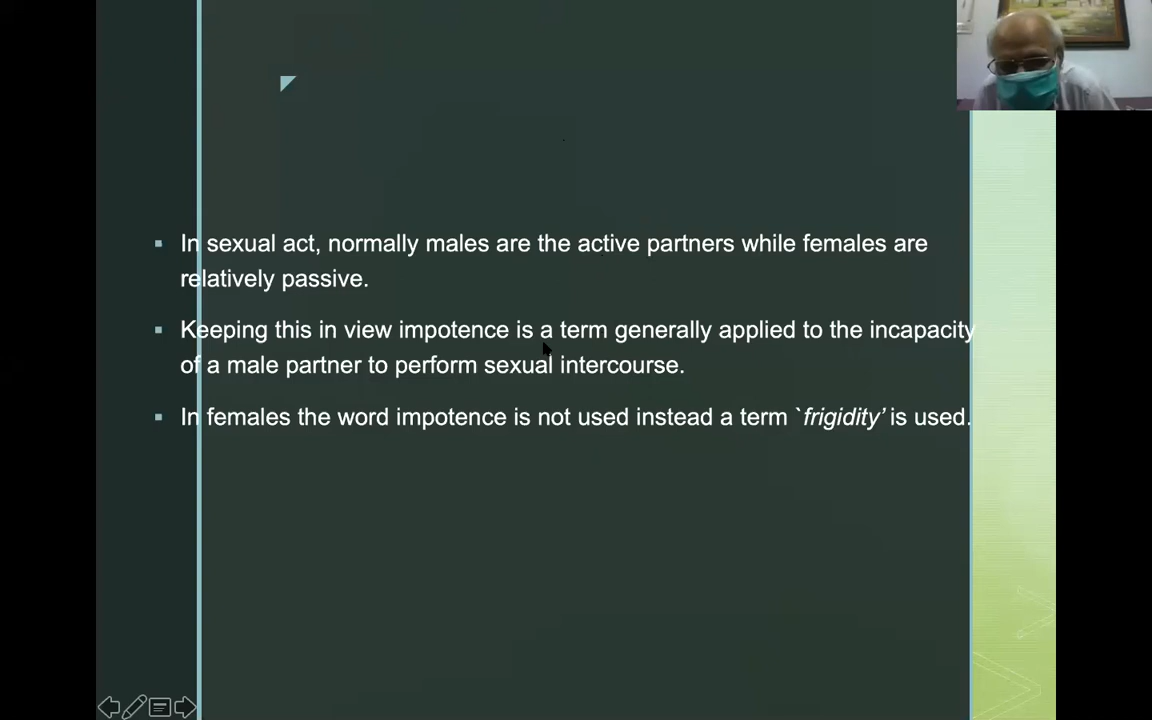 In sexual act, normally males are the active partners while females are
relatively passive.
Keeping this in view impotence is a term generally applied to the incapacity
of a male partner to perform sexual intercourse.
In females the word impotence is not used instead a term `frigidity’ is used.